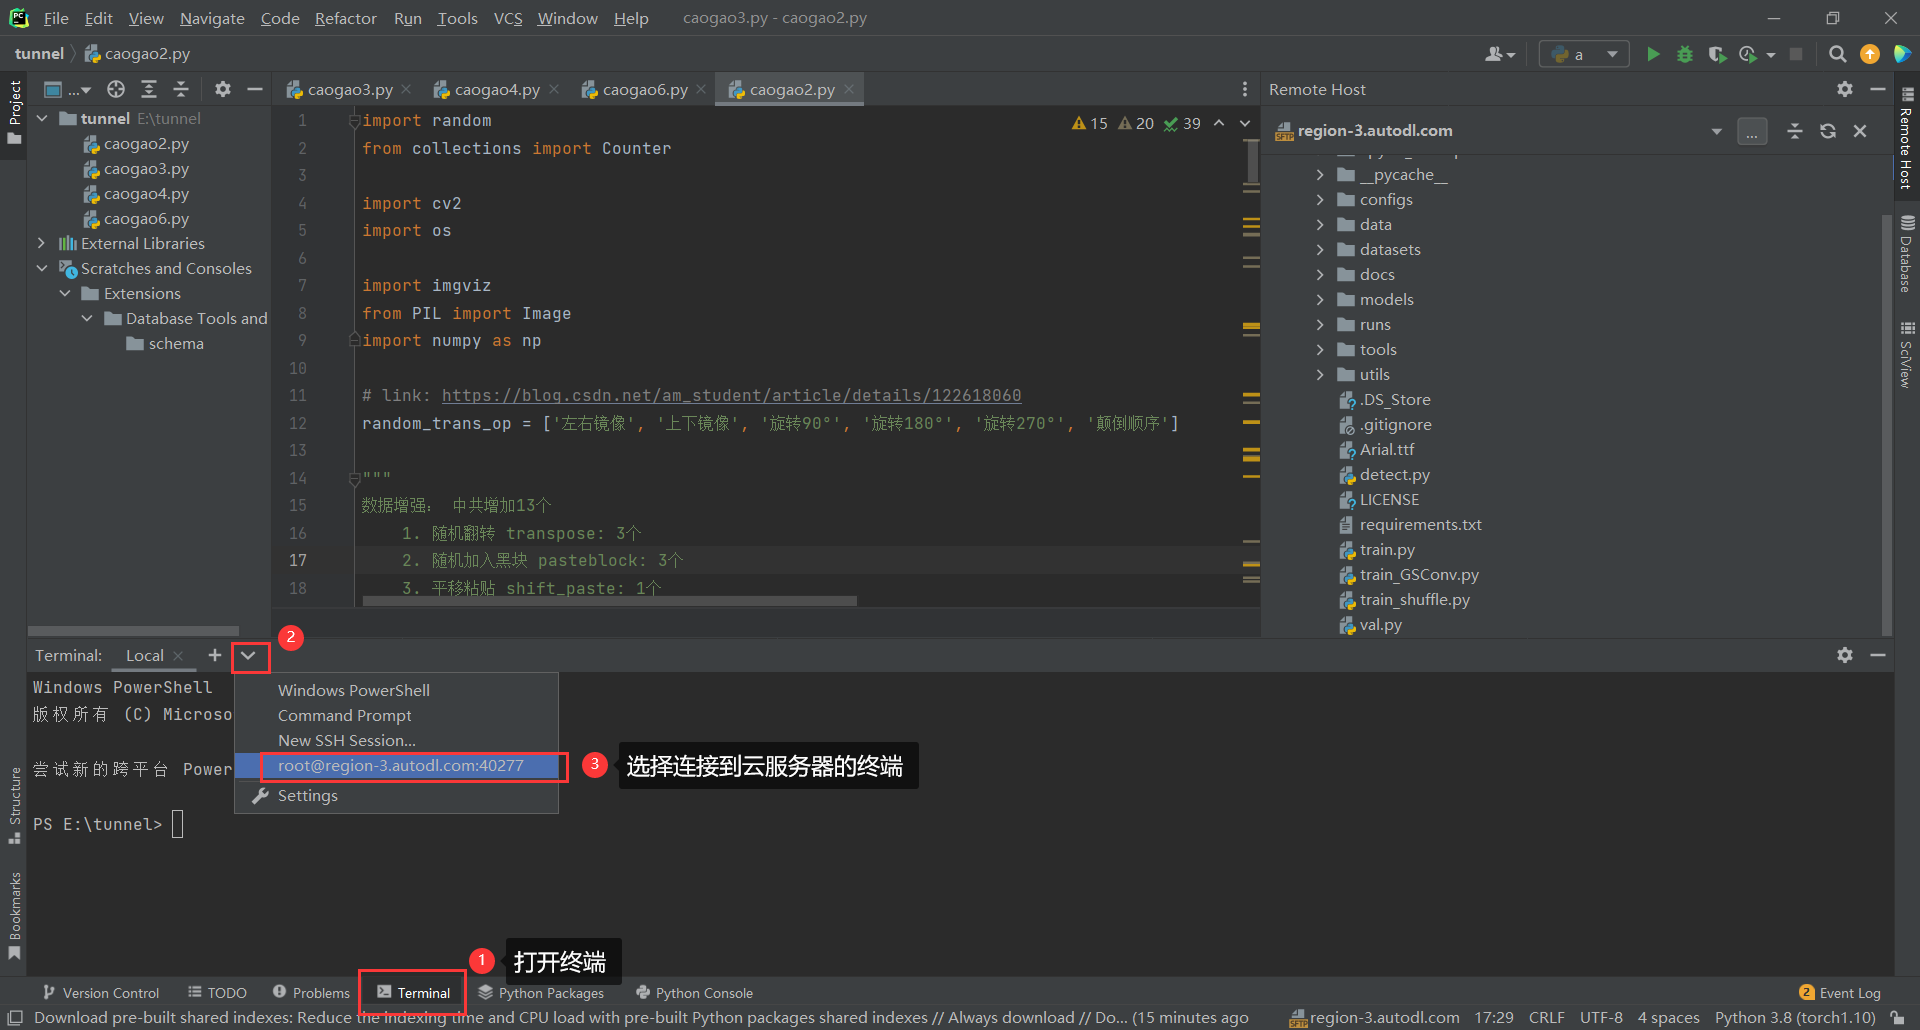 File Edit View Navigate Code Refactor Run Tools VCS Window Help caogao3.py - caogao2.py
tunnel caogao2.py
a
Project
... caogao3.py caogao4.py caogao6.py caogao2.py
Remote Host
tunnel E:\tunnel
caogao2.py
caogao3.py
caogao4.py
caogao6.py
External Libraries
Scratches and Consoles
Extensions
Database Tools and
schema
15 20 39
1 import random
2 from collections import Counter
3
4 import cv2
5 import os
6
7 import imgviz
8 from PIL import Image
9 import numpy as np
10
11 # link: https://blog.csdn.net/am_student/article/details/122618060
12 random_trans_op = ['左右镜像', '上下镜像', '旋转90°', '旋转180°', '旋转270°', '颠倒顺序']
13
14 """
15 数据增强： 中共增加13个
16 1. 随机翻转 transpose: 3个
17 2. 随机加入黑块 pasteblock: 3个
18 3. 平移粘贴 shift_paste: 1个
region-3.autodl.com
...
__pycache__
configs
data
datasets
docs
models
runs
tools
utils
.DS_Store
.gitignore
Arial.ttf
detect.py
LICENSE
requirements.txt
train.py
train_GSConv.py
train_shuffle.py
val.py
Remote Host
Database
SciView
2
Terminal: Local
Windows PowerShell
版权所有 (C) Microso
尝试新的跨平台 Power
PS E:\tunnel>
Windows PowerShell
Command Prompt
New SSH Session...
root@region-3.autodl.com:40277
Settings
3 选择连接到云服务器的终端
Structure
Bookmarks
1 打开终端
Version Control TODO Problems Terminal Python Packages Python Console 2 Event Log
Download pre-built shared indexes: Reduce the indexing time and CPU load with pre-built Python packages shared indexes // Always download // Do... (15 minutes ago region-3.autodl.com 17:29 CRLF UTF-8 4 spaces Python 3.8 (torch1.10)